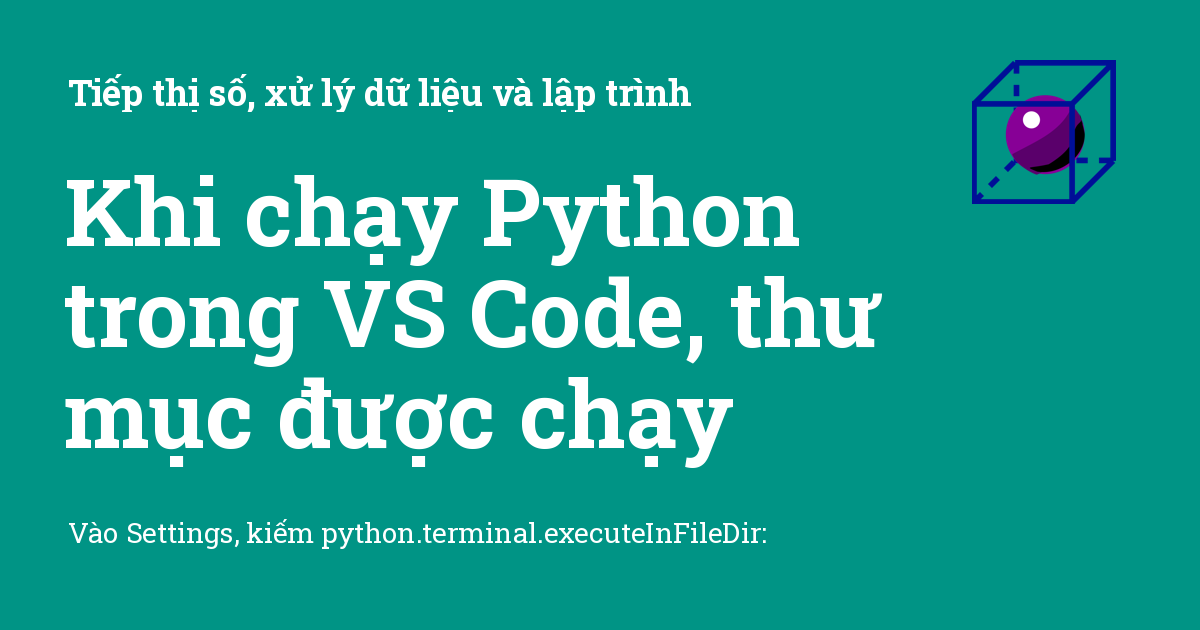 Tiếp thị số, xử lý dữ liệu và lập trình
Khi chạy Python
trong VS Code, thư
mục được chạy
Vào Settings, kiếm python.terminal.executeInFileDir: